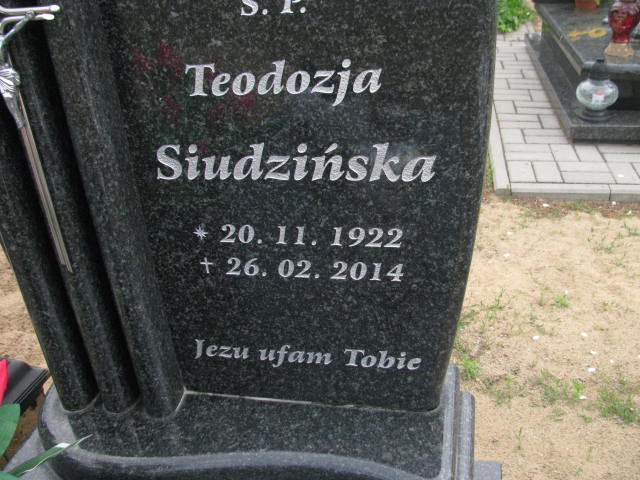 Ś. P.
Teodozja
Siudzińska
* 20. 11. 1922
† 26. 02. 2014
Jezu ufam Tobie